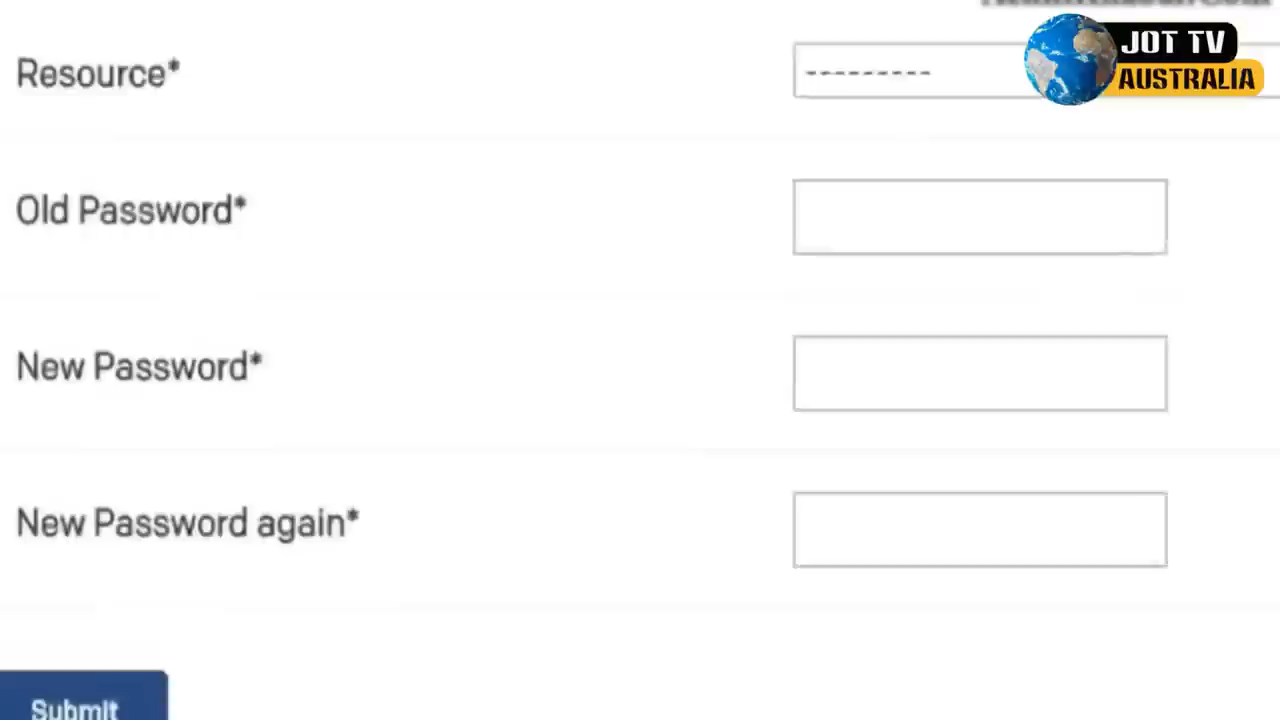 Resource*
---------
JOT TV
AUSTRALIA
Old Password*
New Password*
New Password again*
Submit